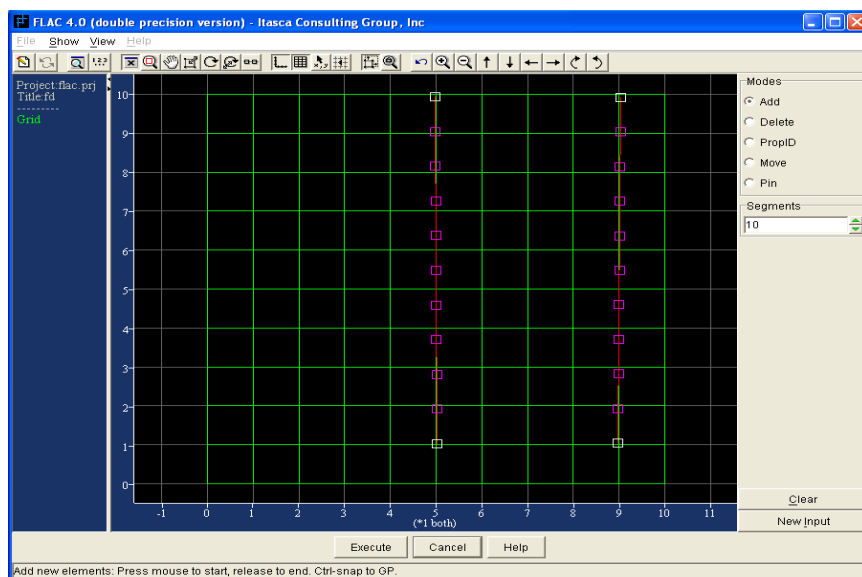 FLAC 4.0 (double precision version) - Itasca Consulting Group, Inc
File Show View Help
1 2 3
Project:flac.prj
Title:fd
---------
Grid
10
9
8
7
6
5
4
3
2
1
0
-1 0 1 2 3 4 5 6 7 8 9 10 11
(*1 both)
Modes
Add
Delete
PropID
Move
Pin
Segments
10
Clear
New Input
Execute Cancel Help
Add new elements: Press mouse to start, release to end. Ctrl-snap to GP.